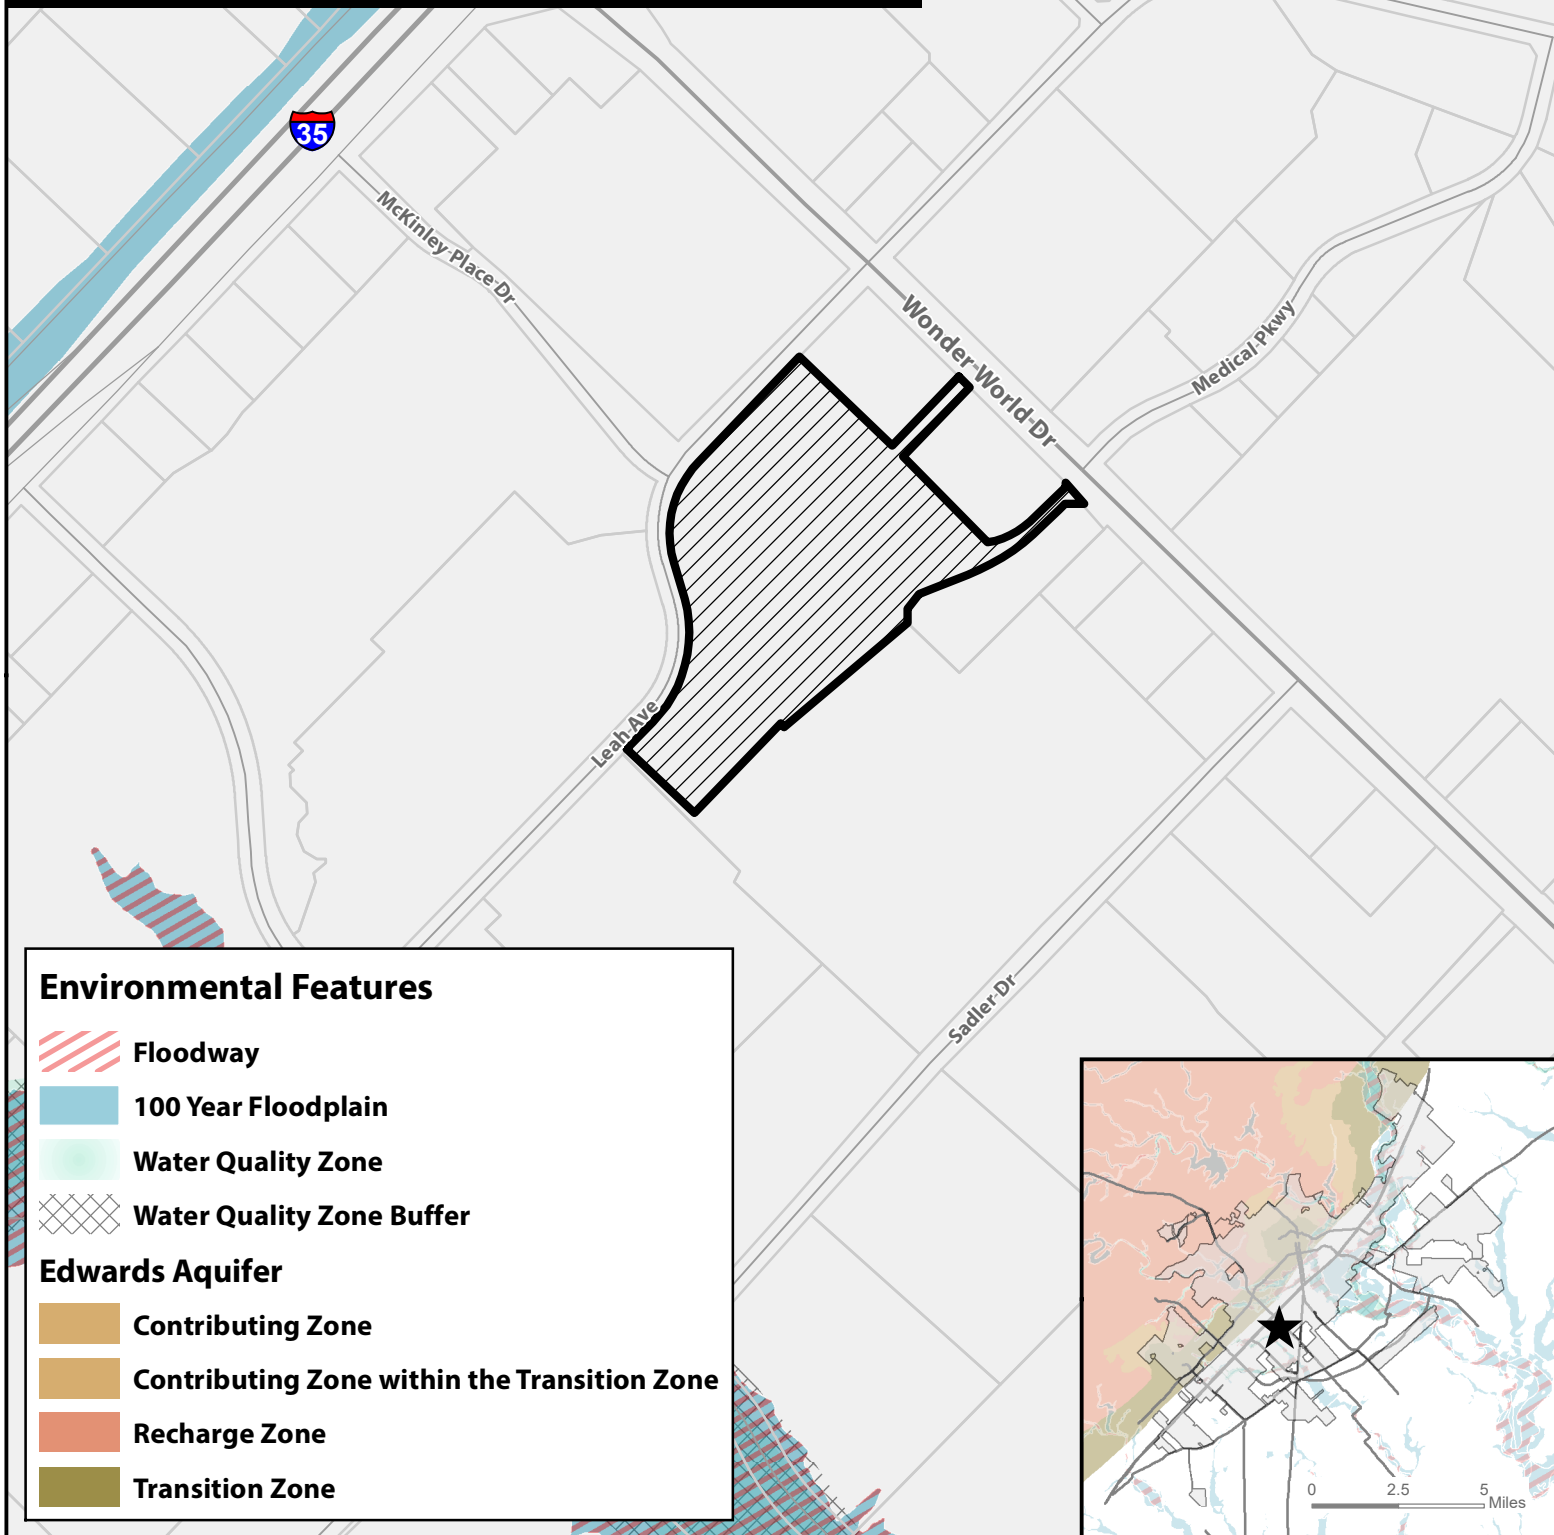 35
McKinley Place Dr
Wonder World Dr
Medical Pkwy
Leah Ave
Sadler Dr
Environmental Features
Floodway
100 Year Floodplain
Water Quality Zone
Water Quality Zone Buffer
Edwards Aquifer
Contributing Zone
Contributing Zone within the Transition Zone
Recharge Zone
Transition Zone
0 2.5 5
Miles